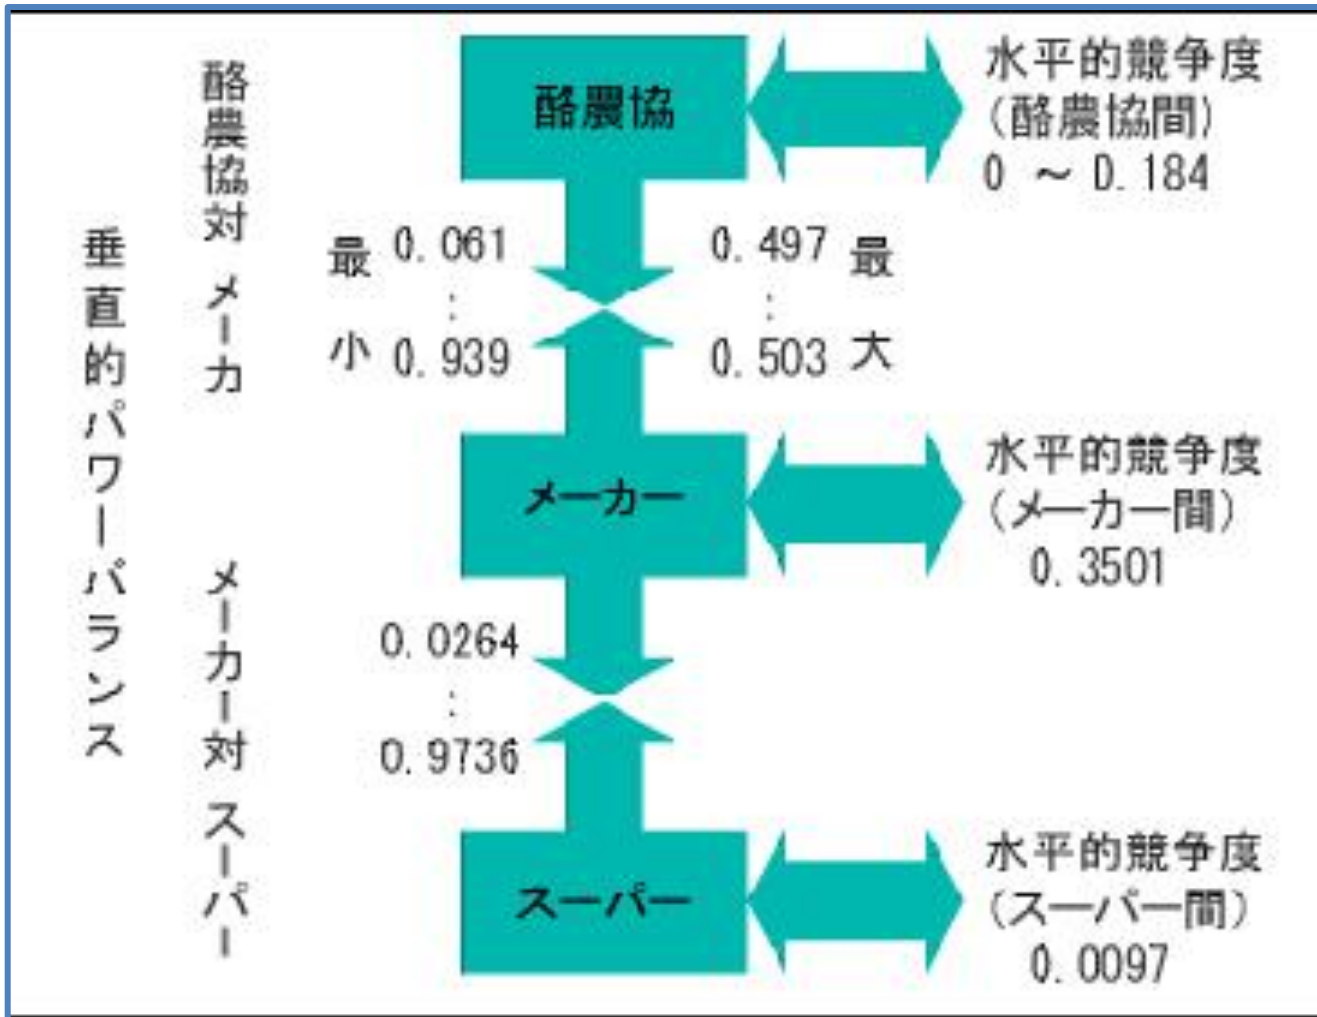 垂直的パワーバランス
酪農協対メーカ
メーカー対スーパー
酪農協
水平的競争度
(酪農協間)
0 ～ 0.184
最小
0.061
:
0.939
0.497
:
0.503
最大
メーカー
水平的競争度
(メーカー間)
0.3501
0.0264
:
0.9736
スーパー
水平的競争度
(スーパー間)
0.0097